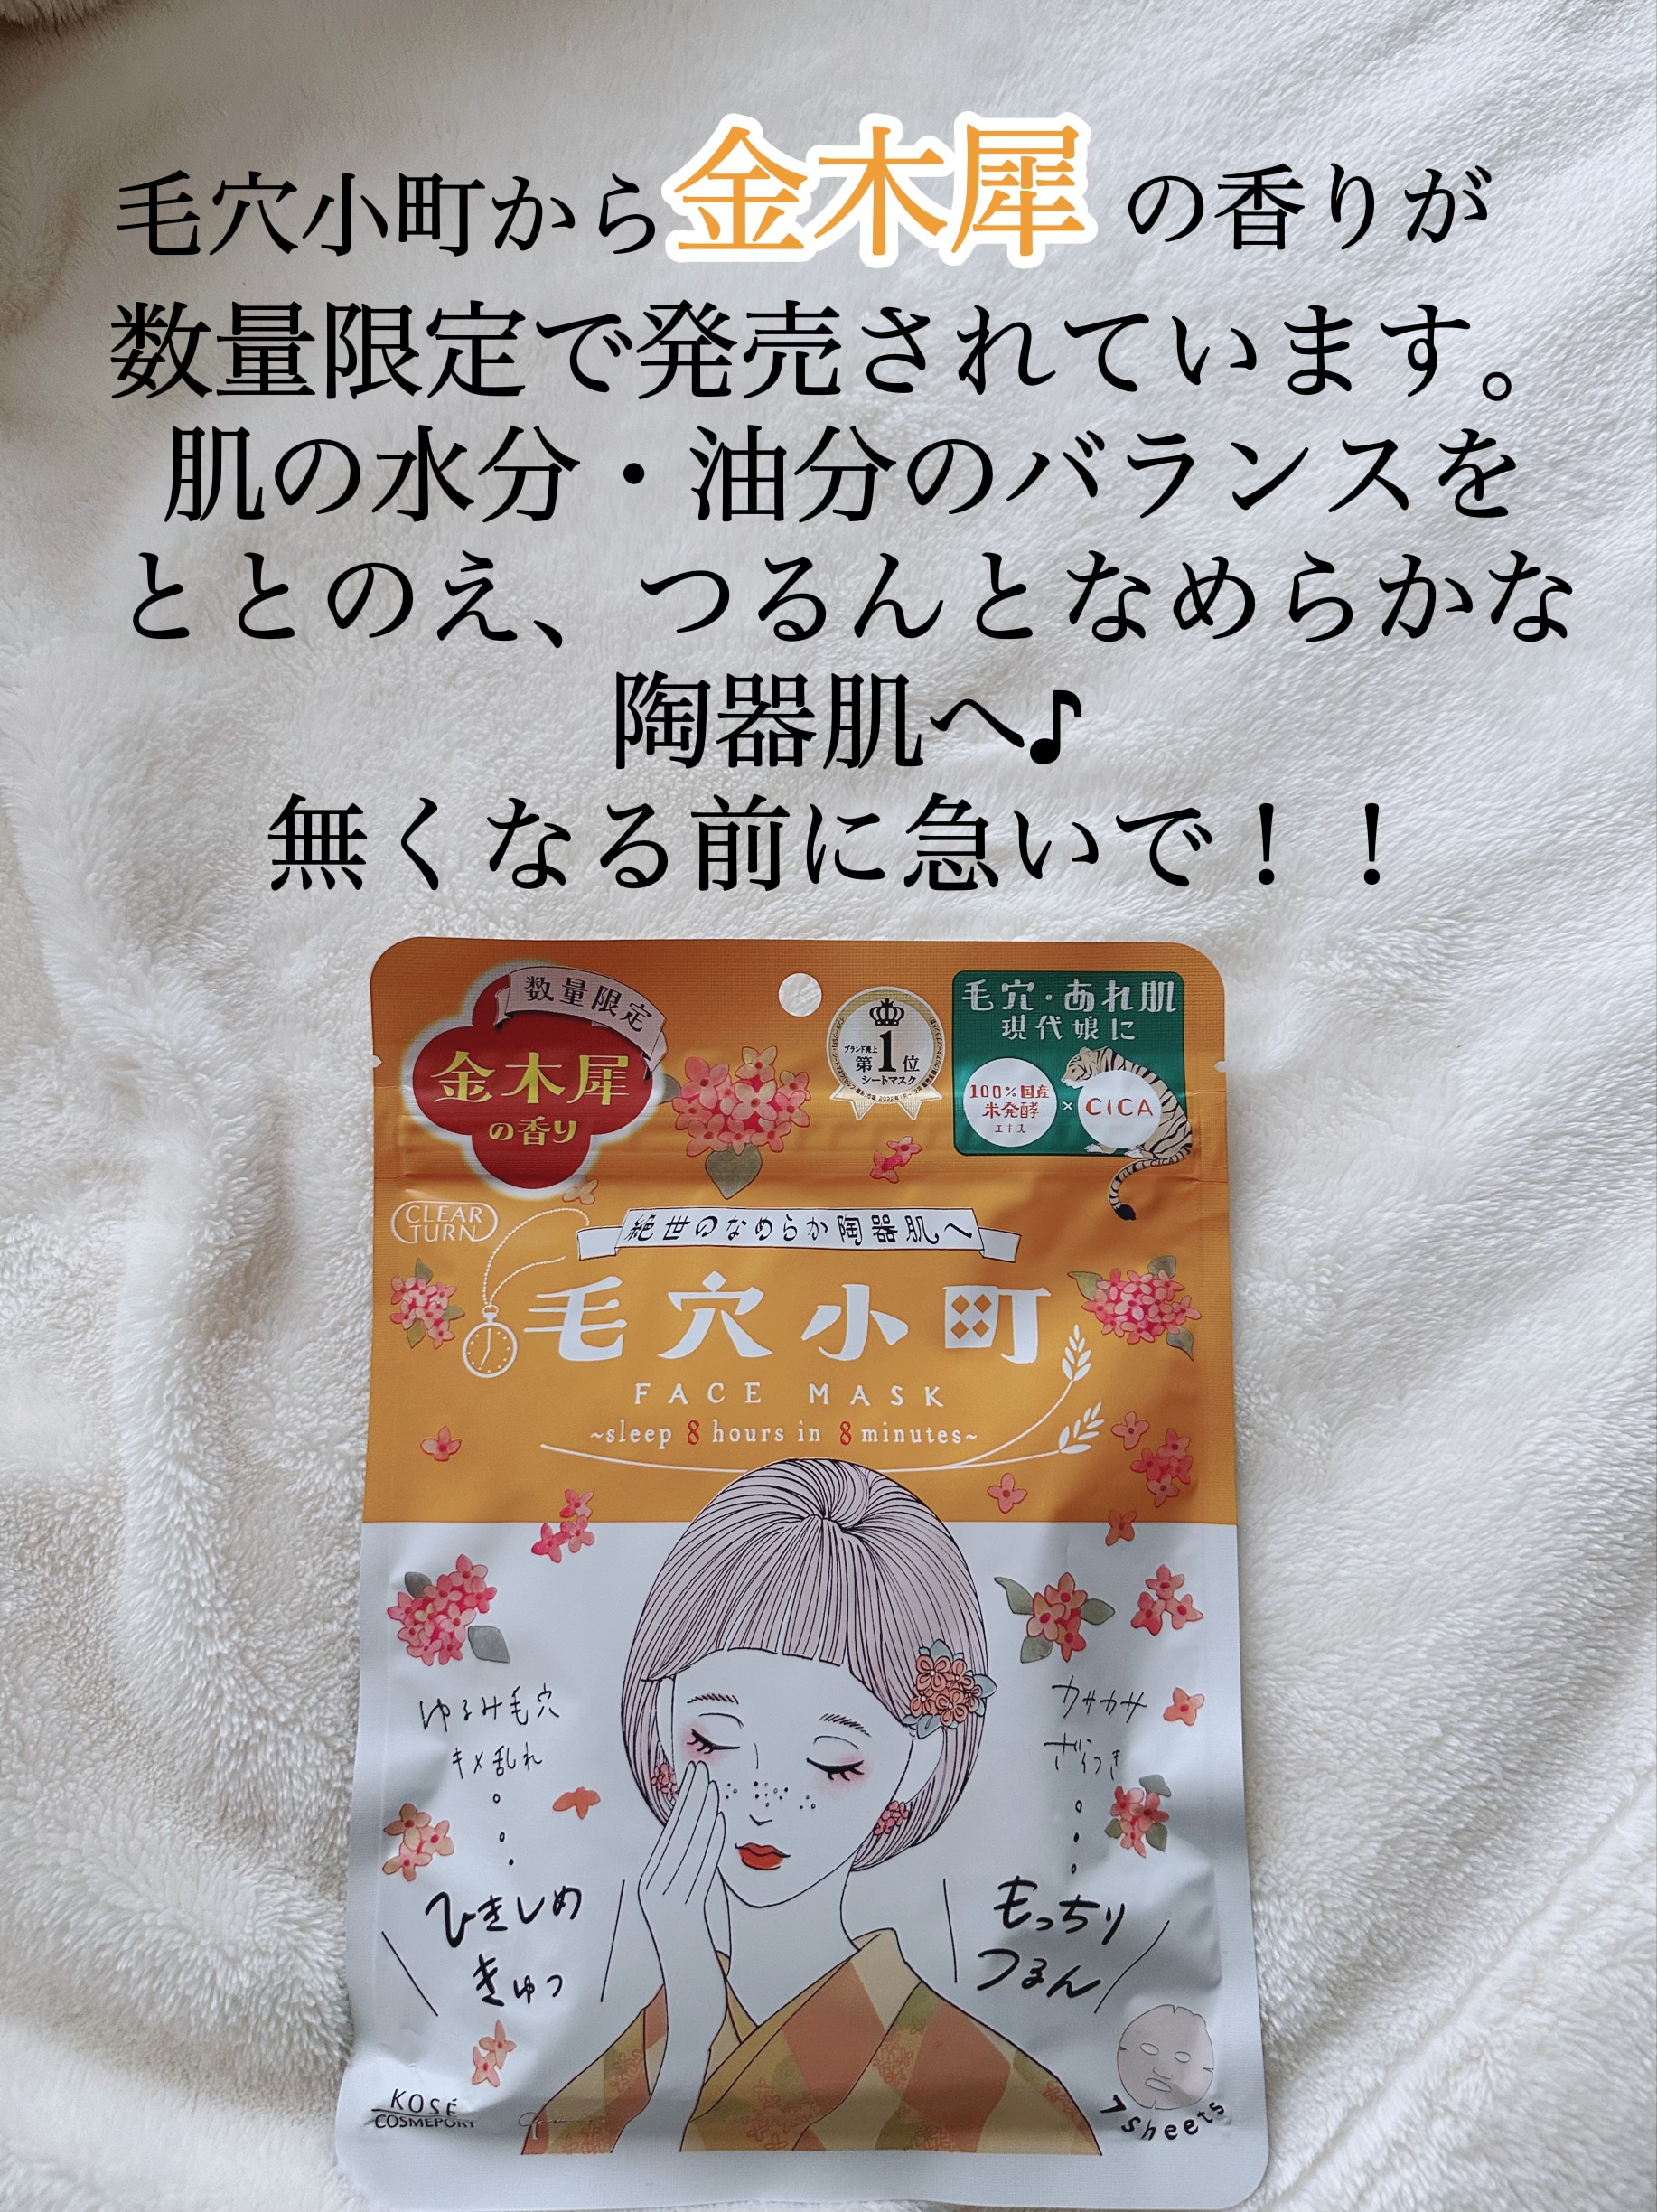 毛穴小町から金木犀の香りが
数量限定で発売されています。
肌の水分・油分のバランスを
ととのえ、つるんとなめらかな
陶器肌へ♪
無くなる前に急いで！！
数量限定
金木犀
の香り
ブランド売上
第1位
シートマスク
毛穴・あれ肌
現代娘に
100%国産
米発酵
エキス
×
CICA
CLEAR
TURN
絶世のなめらか陶器肌へ
毛穴小町
FACE MASK
~sleep 8 hours in 8 minutes~
ゆるみ毛穴
キメ乱れ
ひきしめ
きゅっ
カサカサ
ざらつき
もっちり
つるん
KOSÉ
COSMEPORT
7 sheets